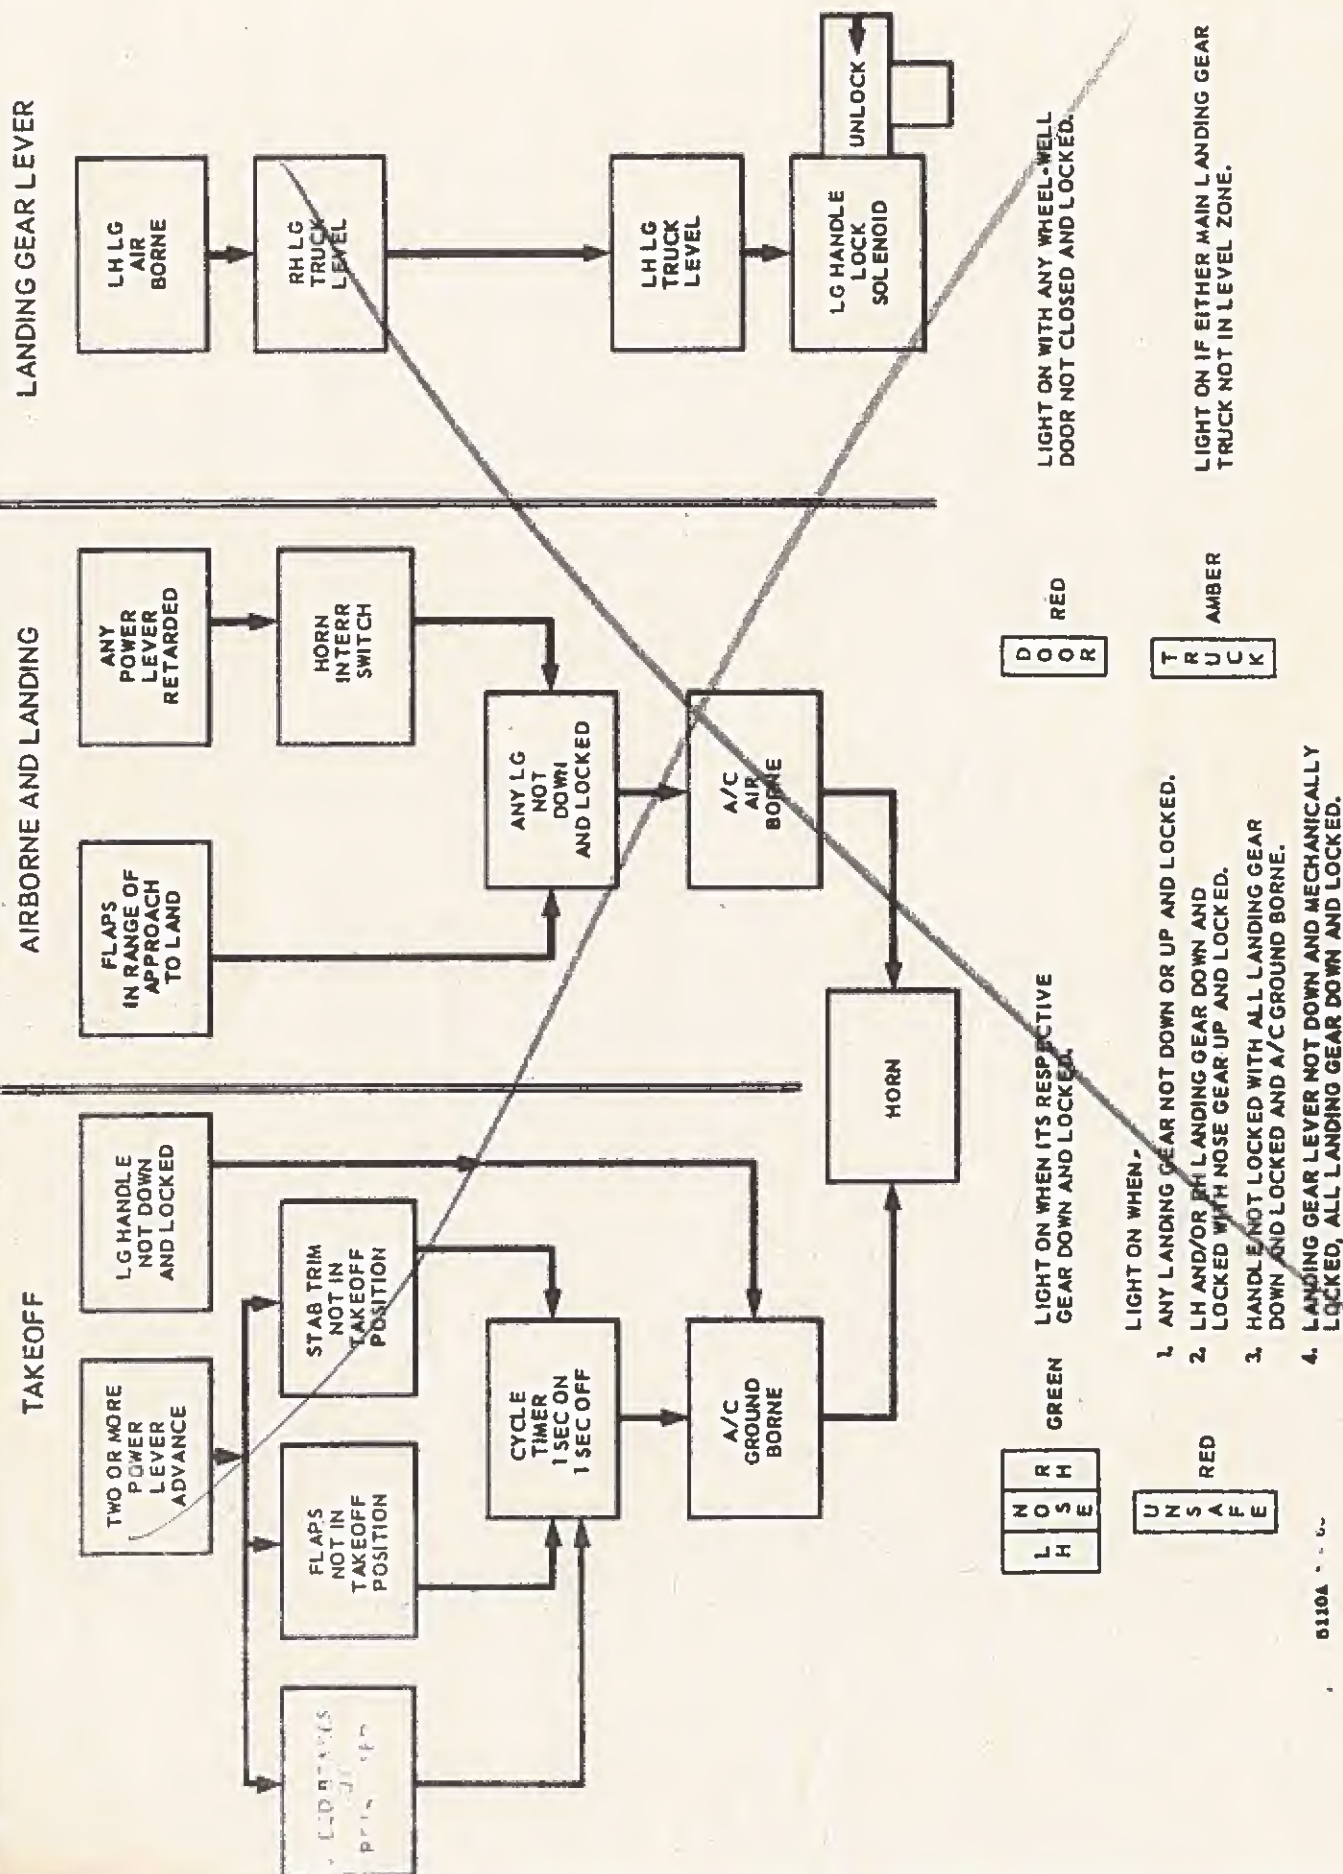 TAKEOFF
TWO OR MORE
POWER
LEVER
ADVANCE
LG HANDLE
NOT DOWN
AND LOCKED
FLAPS
NOT IN
TAKEOFF
POSITION
STAB TRIM
NOT IN
TAKEOFF
POSITION
CYCLE
TIMER
1 SEC ON
1 SEC OFF
A/C
GROUND
BORNE
HORN
AIRBORNE AND LANDING
FLAPS
IN RANGE OF
APPROACH
TO LAND
ANY
POWER
LEVER
RETARDED
HORN
INTERR
SWITCH
ANY LG
NOT
DOWN
AND LOCKED
A/C
AIR
BORNE
LANDING GEAR LEVER
LH LG
AIR
BORNE
RH LG
TRUCK
LEVEL
LH LG
TRUCK
LEVEL
LG HANDLE
LOCK
SOLENOID
UNLOCK
LH
NOSE
RH
GREEN
LIGHT ON WHEN ITS RESPECTIVE
GEAR DOWN AND LOCKED.
UNSAFE
RED
LIGHT ON WHEN-
1. ANY LANDING GEAR NOT DOWN OR UP AND LOCKED.
2. LH AND/OR RH LANDING GEAR DOWN AND
LOCKED WITH NOSE GEAR UP AND LOCKED.
3. HANDLE NOT LOCKED WITH ALL LANDING GEAR
DOWN AND LOCKED AND A/C GROUND BORNE.
4. LANDING GEAR LEVER NOT DOWN AND MECHANICALLY
LOCKED, ALL LANDING GEAR DOWN AND LOCKED.
DOOR
RED
LIGHT ON WITH ANY WHEEL-WELL
DOOR NOT CLOSED AND LOCKED.
TRUCK
AMBER
LIGHT ON IF EITHER MAIN LANDING GEAR
TRUCK NOT IN LEVEL ZONE.